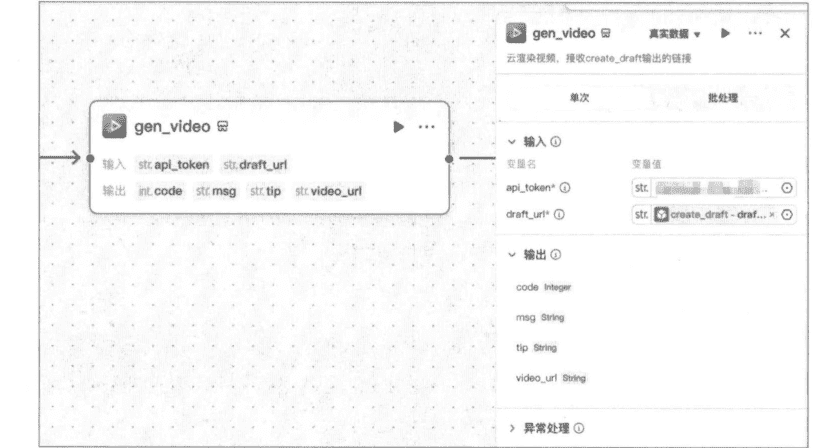 gen_video
输入 str.api_token str.draft_url
输出 int.code str.msg str.tip str.video_url
gen_video 真实数据
云渲染视频，接收create_draft输出的链接
单次 批处理
输入
变量名 变量值
api_token* str.
draft_url* str. create_draft - draf... ×
输出
code Integer
msg String
tip String
video_url String
异常处理